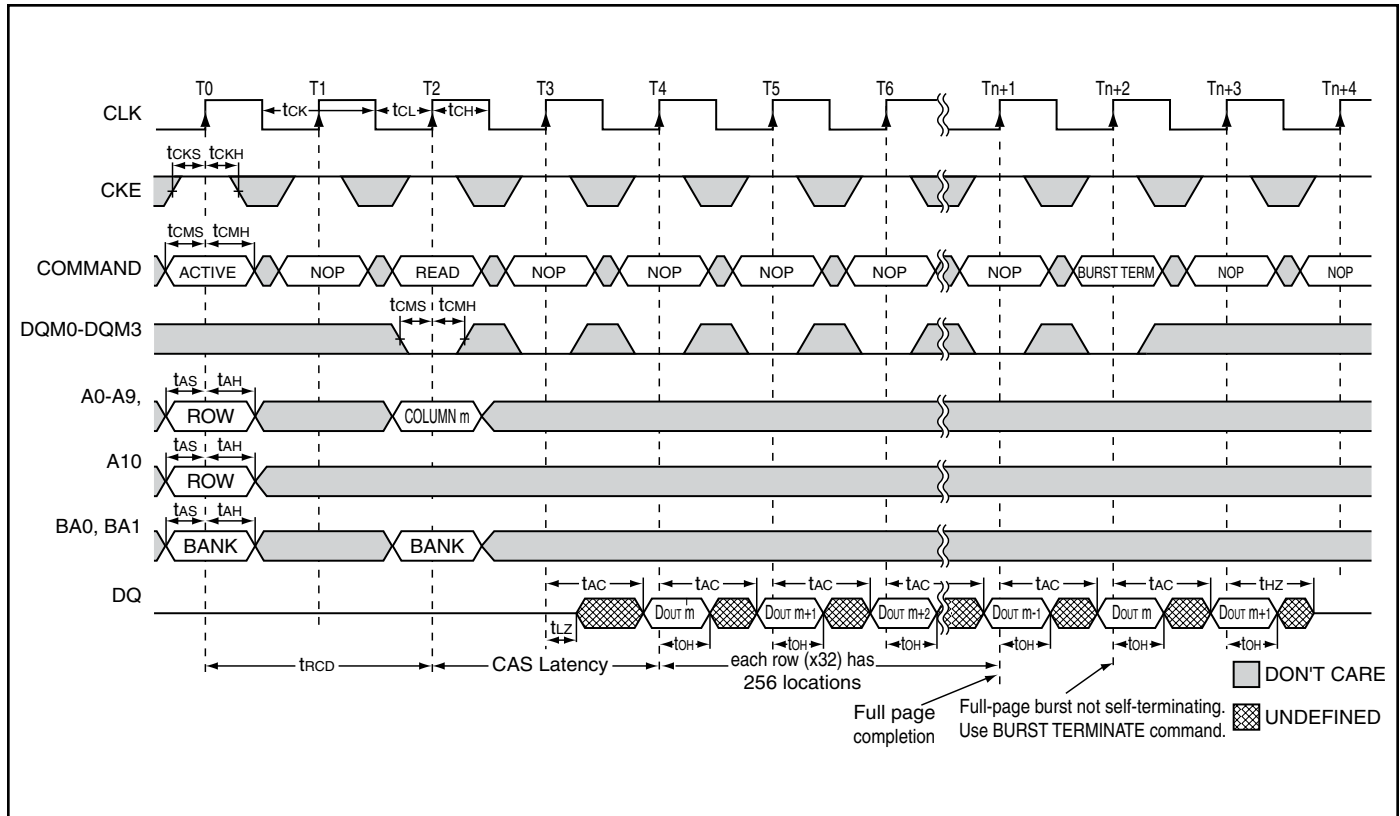 T0 T1 T2 T3 T4 T5 T6 Tn+1 Tn+2 Tn+3 Tn+4
CLK tCK tCL tCH
tCKS tCKH
CKE
tCMS tCMH
COMMAND ACTIVE NOP READ NOP NOP NOP NOP NOP BURST TERM NOP NOP
tCMS tCMH
DQM0-DQM3
tAS tAH
A0-A9, ROW COLUMN m
tAS tAH
A10 ROW
tAS tAH
BA0, BA1 BANK BANK
tAC tAC tAC tAC tAC tAC tHZ
DQ DOUT m DOUT m+1 DOUT m+2 DOUT m-1 DOUT m DOUT m+1
tLZ tOH tOH tOH tOH tOH tOH
tRCD CAS Latency each row (x32) has
256 locations
DON'T CARE
Full page
completion
Full-page burst not self-terminating.
Use BURST TERMINATE command.
UNDEFINED